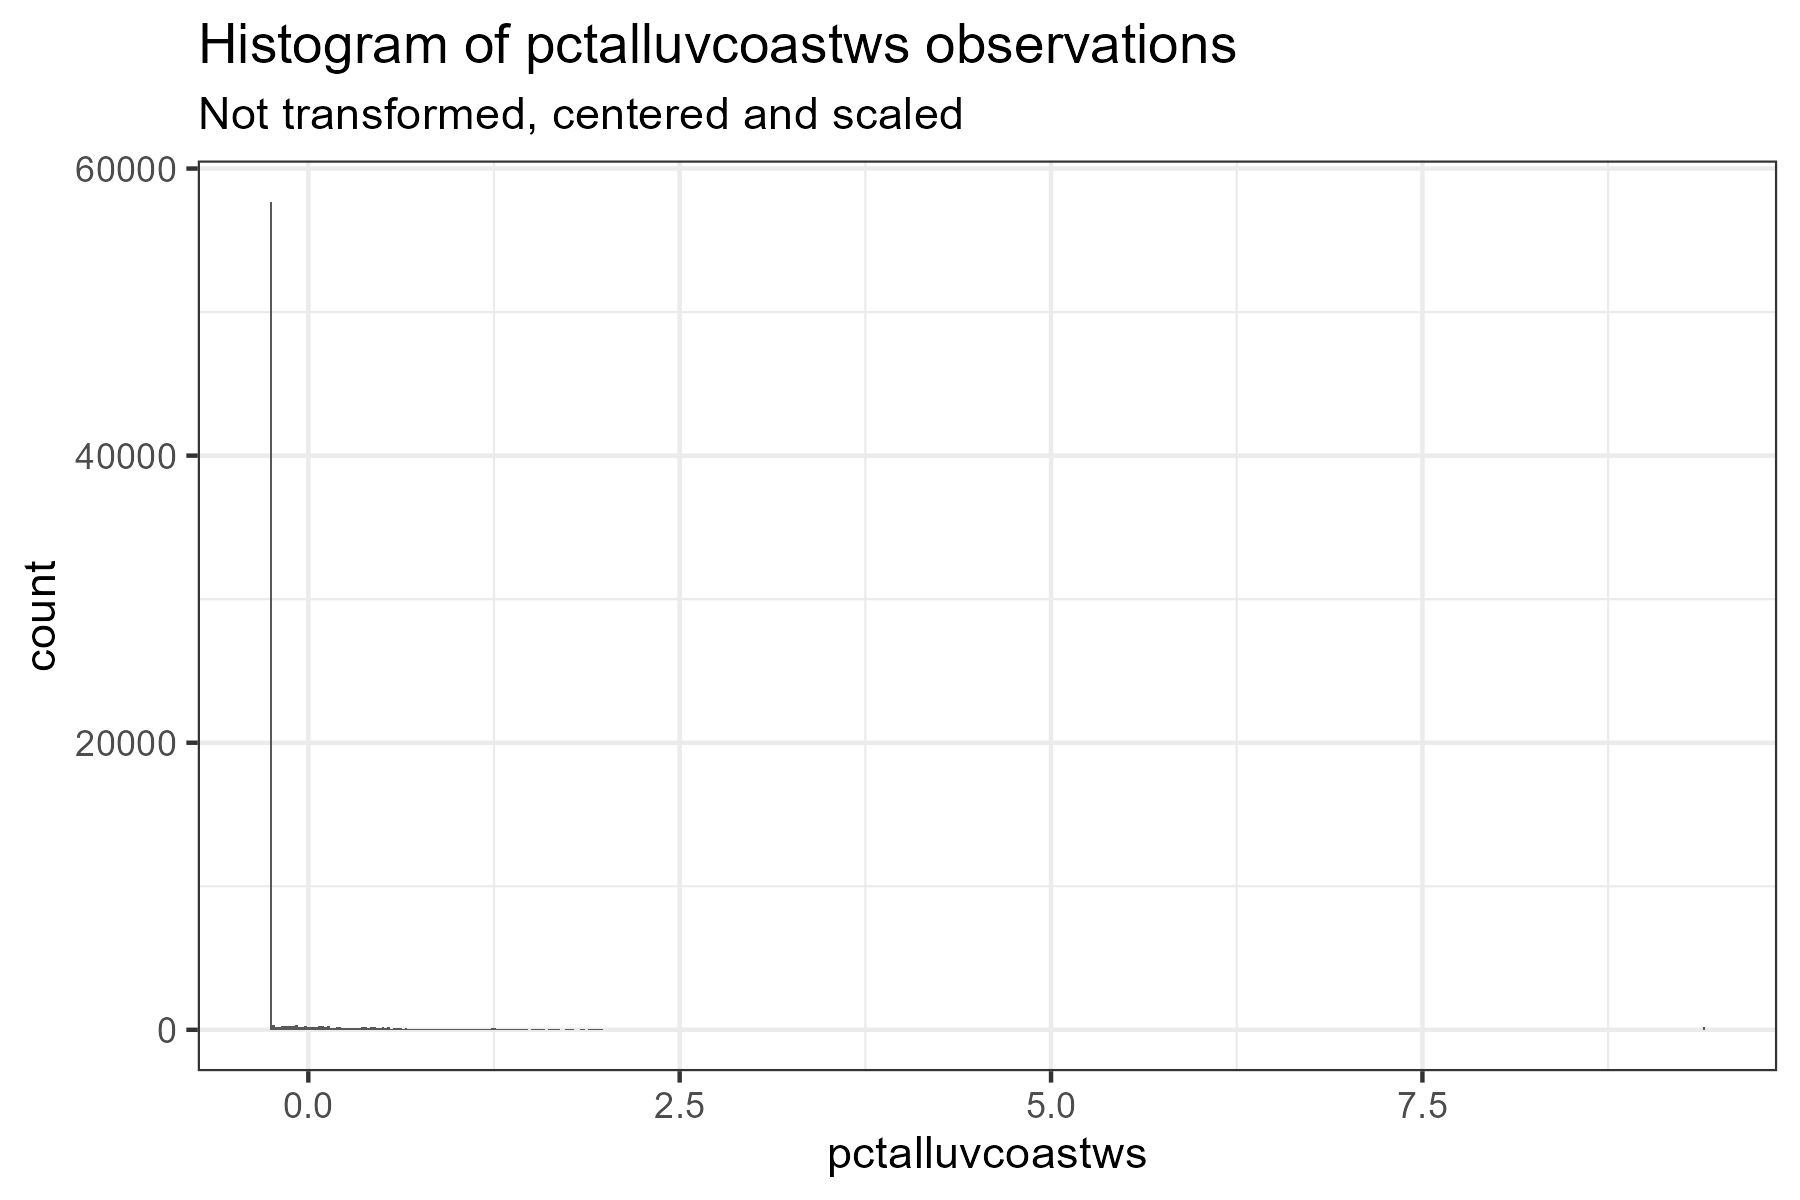 Histogram of pctalluvcoastws observations
Not transformed, centered and scaled
60000
40000
20000
0
count
0.0 2.5 5.0 7.5
pctalluvcoastws